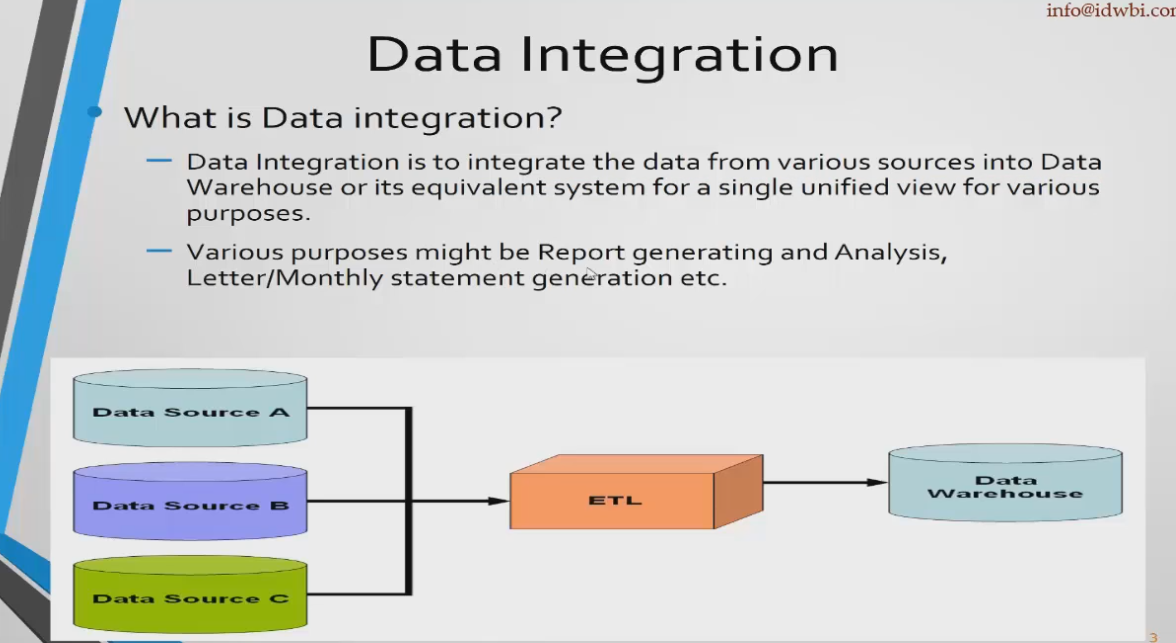 info@idwbi.com
Data Integration
What is Data integration?
Data Integration is to integrate the data from various sources into Data
Warehouse or its equivalent system for a single unified view for various
purposes.
Various purposes might be Report generating and Analysis,
Letter/Monthly statement generation etc.
Data Source A
Data Source B
Data Source C
ETL
Data
Warehouse
3